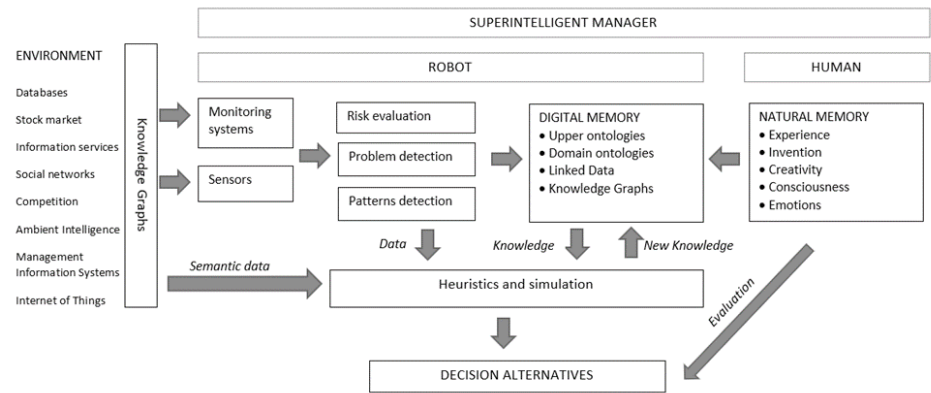 SUPERINTELLIGENT MANAGER
ENVIRONMENT
ROBOT
HUMAN
Databases
Stock market
Information services
Social networks
Competition
Ambient Intelligence
Management
Information Systems
Internet of Things
Knowledge Graphs
Monitoring
systems
Sensors
Risk evaluation
Problem detection
Patterns detection
DIGITAL MEMORY
• Upper ontologies
• Domain ontologies
• Linked Data
• Knowledge Graphs
NATURAL MEMORY
• Experience
• Invention
• Creativity
• Consciousness
• Emotions
Data
Knowledge
New Knowledge
Semantic data
Heuristics and simulation
Evaluation
DECISION ALTERNATIVES